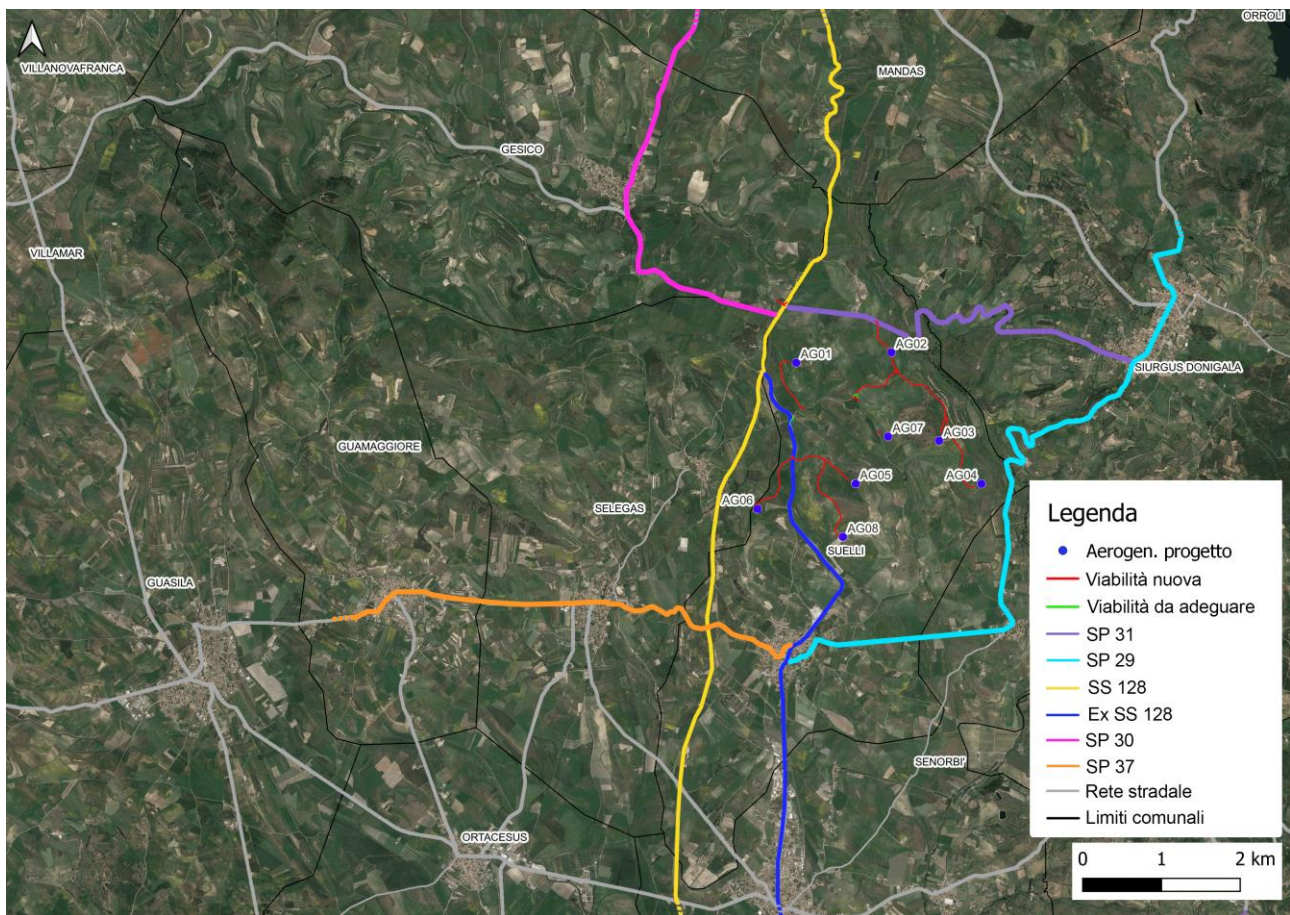 ORROLI
VILLANOVAFRANCA
MANDAS
GESICO
VILLAMAR
AG01
AG02
SIURGUS DONIGALA
GUAMAGGIORE
AG07
AG03
AG06
AG05
AG04
SELEGAS
AG08
SUELLI
GUASILA
SENORBI'
ORTACESUS
Legenda
Aerogen. progetto
Viabilità nuova
Viabilità da adeguare
SP 31
SP 29
SS 128
Ex SS 128
SP 30
SP 37
Rete stradale
Limiti comunali
0 1 2 km